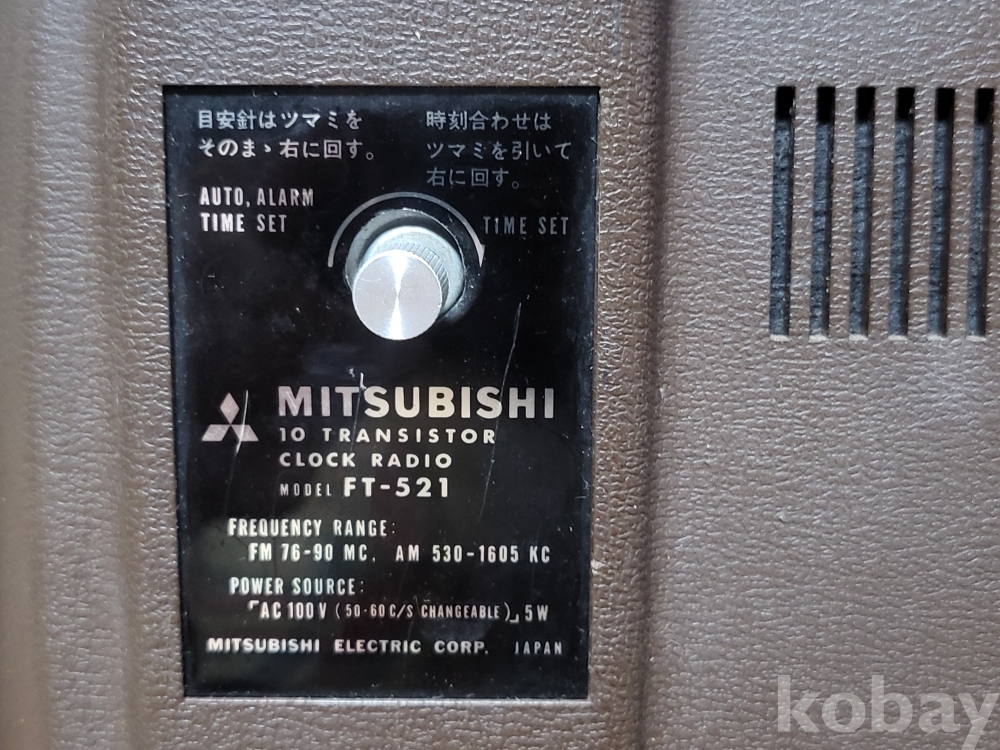 目安針はツマミを
そのまゝ右に回す。
時刻合わせは
ツマミを引いて
右に回す。
AUTO, ALARM
TIME SET
TIME SET
MITSUBISHI
10 TRANSISTOR
CLOCK RADIO
MODEL FT-521
FREQUENCY RANGE:
FM 76-90 MC, AM 530-1605 KC
POWER SOURCE:
「AC 100V (50-60 C/S CHANGEABLE)」5W
MITSUBISHI ELECTRIC CORP. JAPAN
kobay